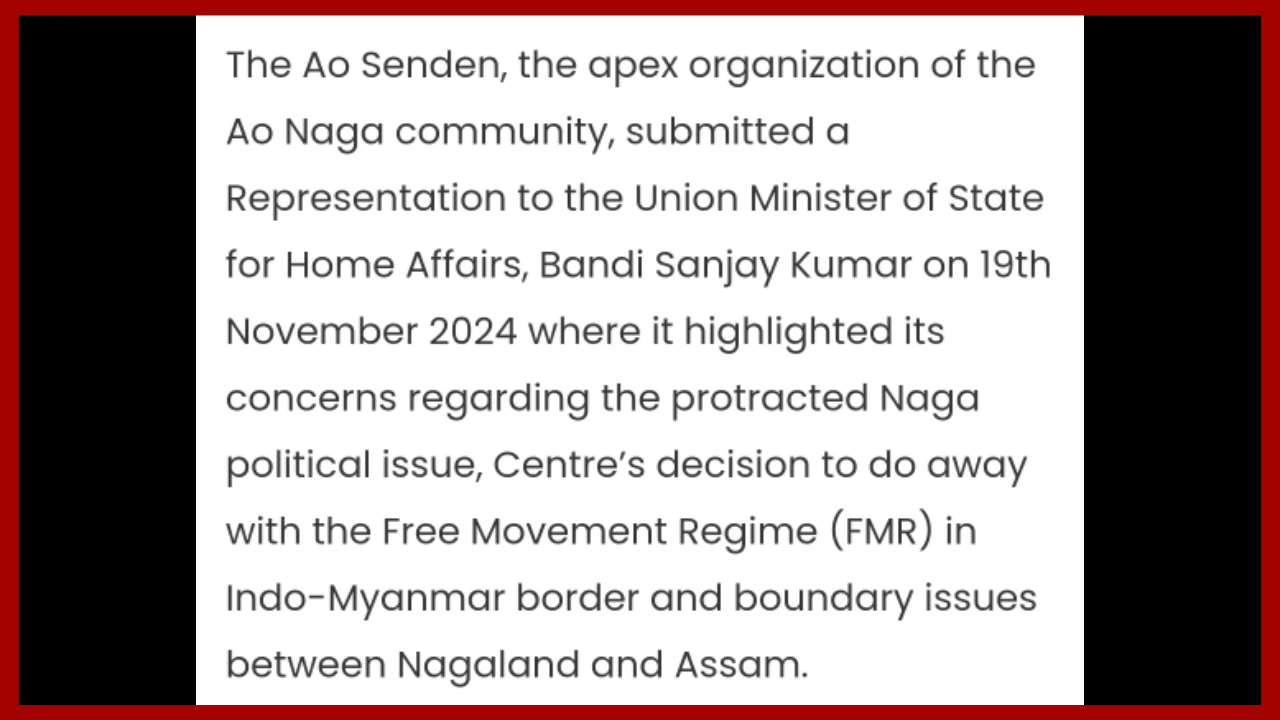 The Ao Senden, the apex organization of the
Ao Naga community, submitted a
Representation to the Union Minister of State
for Home Affairs, Bandi Sanjay Kumar on 19th
November 2024 where it highlighted its
concerns regarding the protracted Naga
political issue, Centre’s decision to do away
with the Free Movement Regime (FMR) in
Indo-Myanmar border and boundary issues
between Nagaland and Assam.